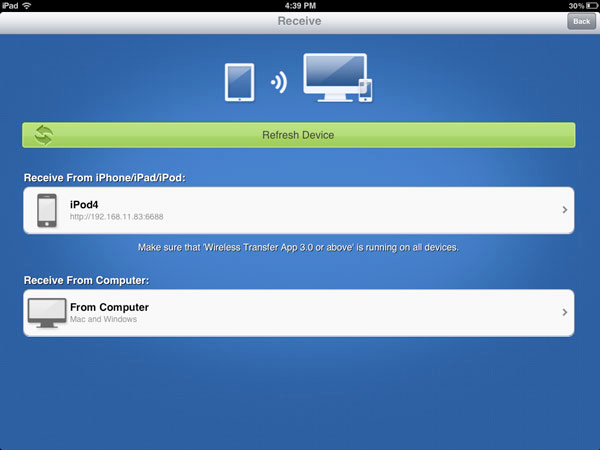 iPad 4:39 PM 30%
Receive Back
Refresh Device
Receive From iPhone/iPad/iPod:
iPod4
http://192.168.11.83:6688
Make sure that 'Wireless Transfer App 3.0 or above' is running on all devices.
Receive From Computer:
From Computer
Mac and Windows